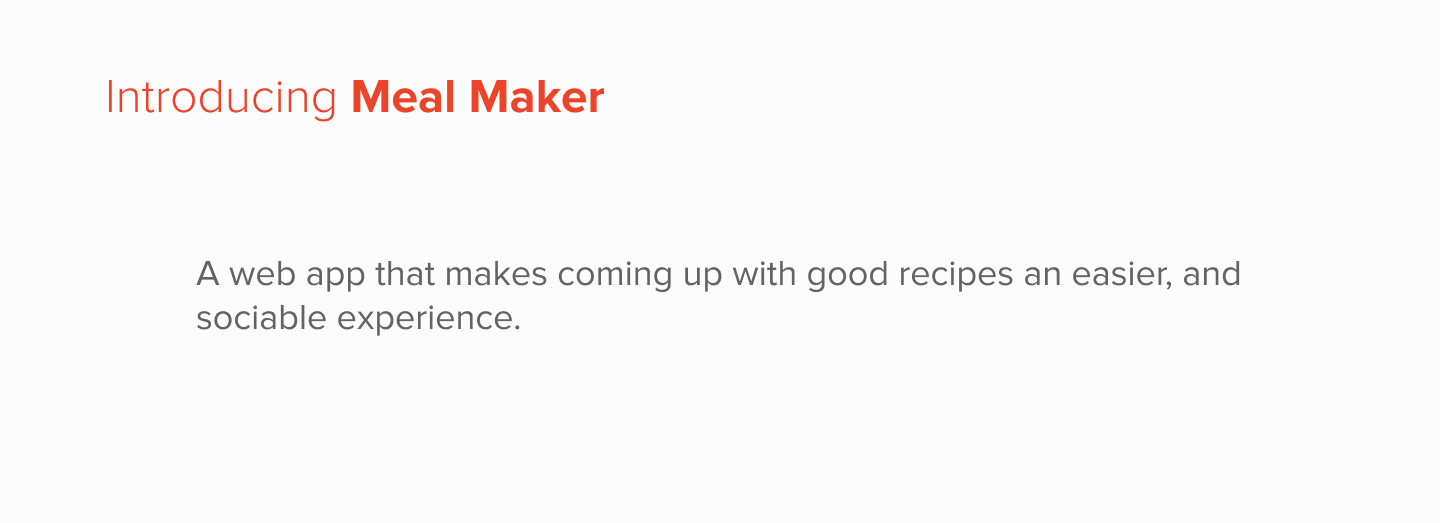 Introducing Meal Maker
A web app that makes coming up with good recipes an easier, and
sociable experience.